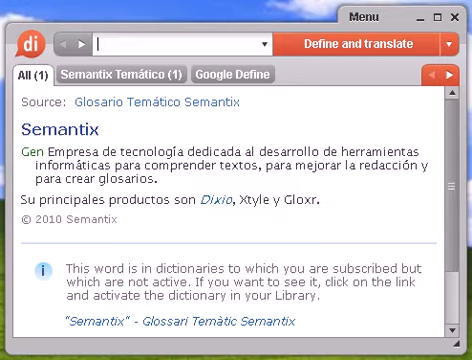 Menu
di
Define and translate
All (1) Semantix Temático (1) Google Define
Source: Glosario Temático Semantix
Semantix
Gen Empresa de tecnología dedicada al desarrollo de herramientas
informáticas para comprender textos, para mejorar la redacción y
para crear glosarios.
Su principales productos son Dixio, Xtyle y Gloxr.
© 2010 Semantix
i
This word is in dictionaries to which you are subscribed but
which are not active. If you want to see it, click on the link
and activate the dictionary in your Library.
"Semantix" - Glossari Temàtic Semantix